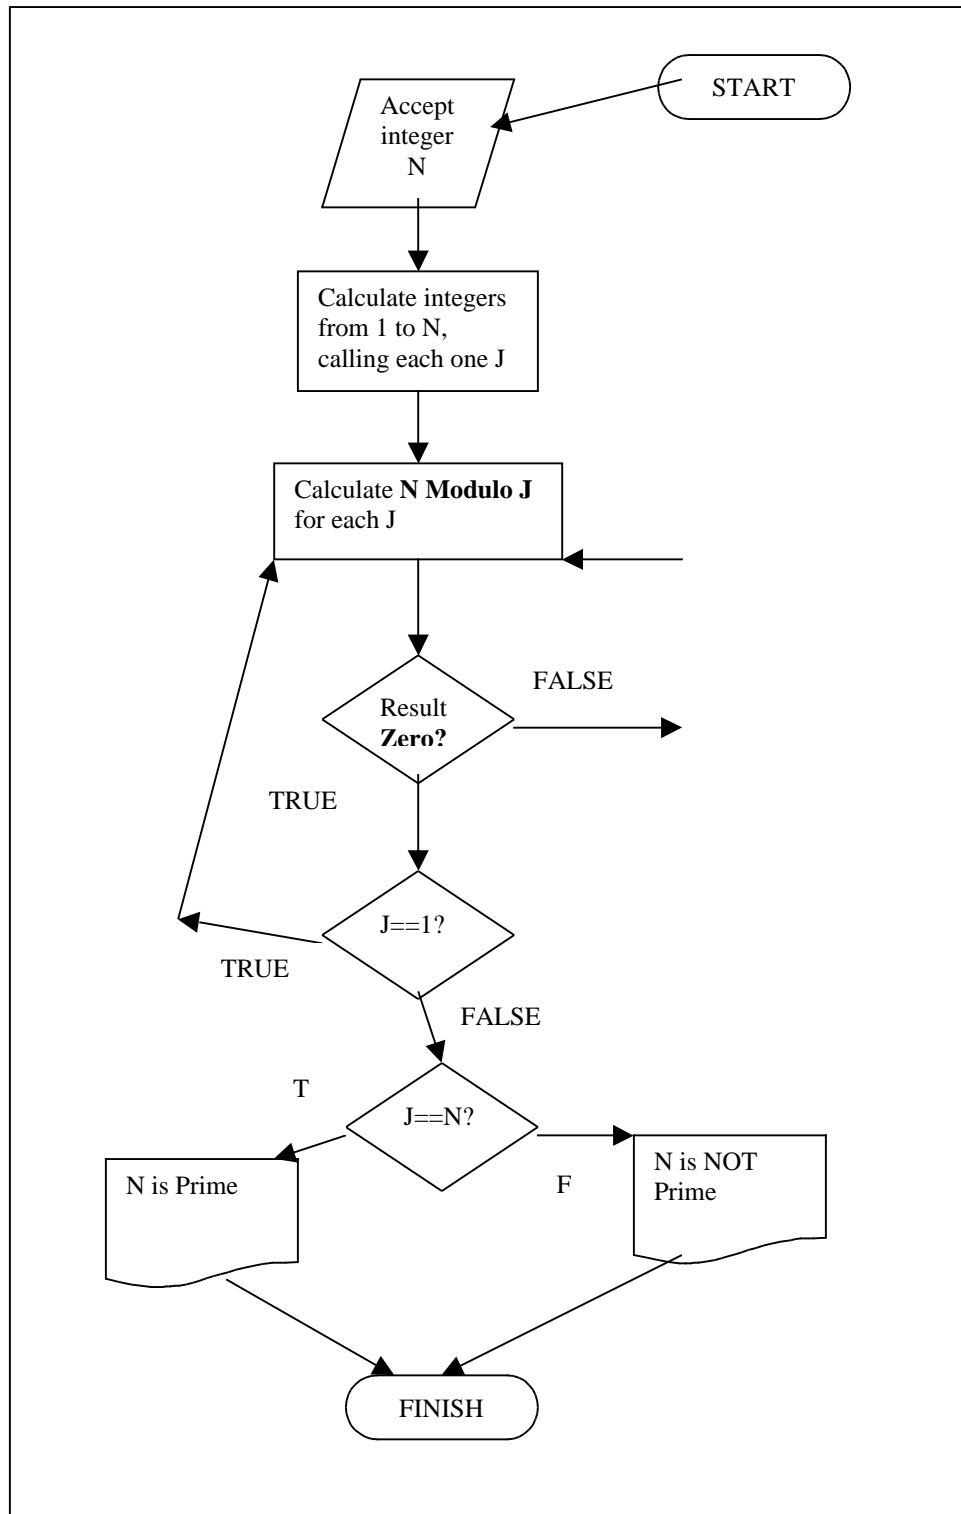 START
Accept
integer
N
Calculate integers
from 1 to N,
calling each one J
Calculate N Modulo J
for each J
FALSE
Result
Zero?
TRUE
J==1?
TRUE
FALSE
T
J==N?
F
N is Prime
N is NOT
Prime
FINISH